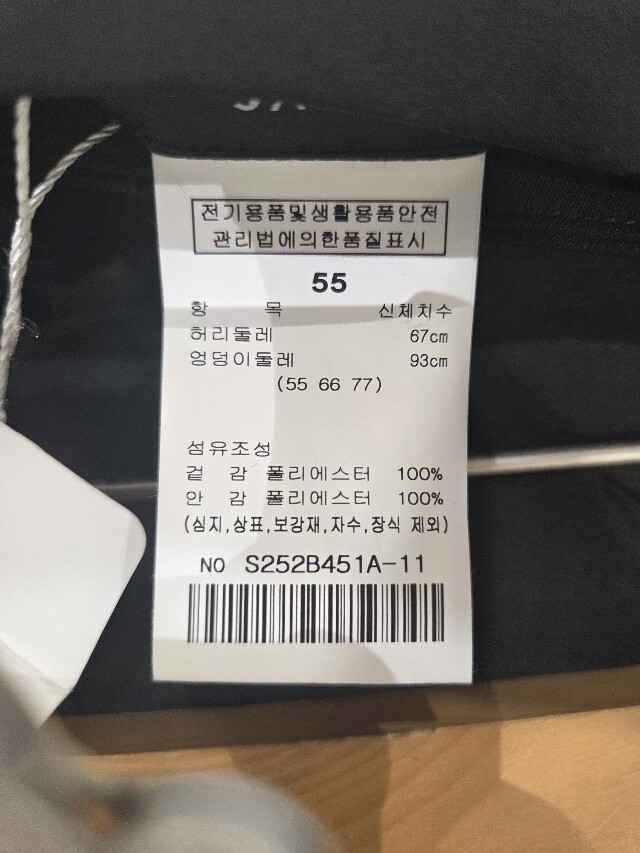 전기용품및생활용품안전
관리법에의한품질표시
55
항 목 신체치수
허리둘레 67cm
엉덩이둘레 93cm
(55 66 77)
섬유조성
겉 감 폴리에스터 100%
안 감 폴리에스터 100%
(심지,상표,보강재,자수,장식 제외)
NO S252B451A-11